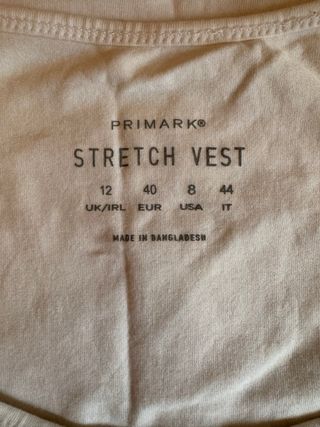 PRIMARK®
STRETCH VEST
12 40 8 44
UK/IRL EUR USA IT
MADE IN BANGLADESH